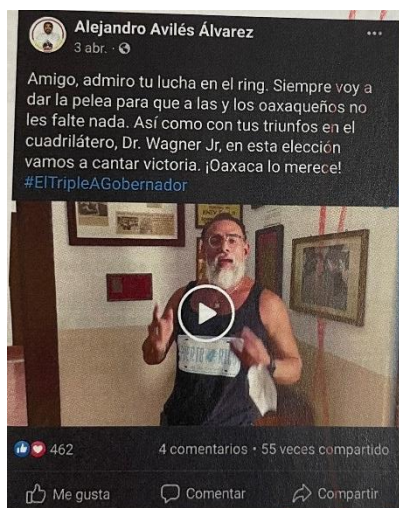 Alejandro Avilés Álvarez
3 abr. ·
Amigo, admiro tu lucha en el ring. Siempre voy a
dar la pelea para que a las y los oaxaqueños no
les falte nada. Así como con tus triunfos en el
cuadrilátero, Dr. Wagner Jr, en esta elección
vamos a cantar victoria. ¡Oaxaca lo merece!
#ElTripleAGobernador
462
4 comentarios • 55 veces compartido
Me gusta
Comentar
Compartir